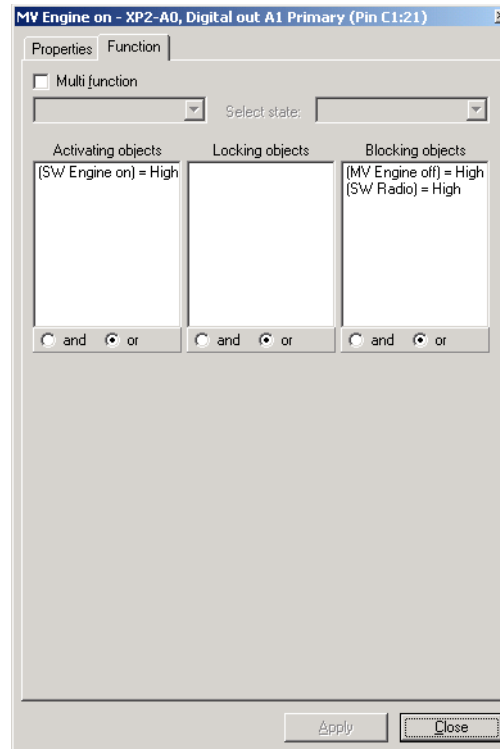 MV Engine on - XP2-A0, Digital out A1 Primary (Pin C1:21)
Properties Function
Multi function
Select state:
Activating objects Locking objects Blocking objects
(SW Engine on) = High (MV Engine off) = High
(SW Radio) = High
and or and or and or
Apply Close